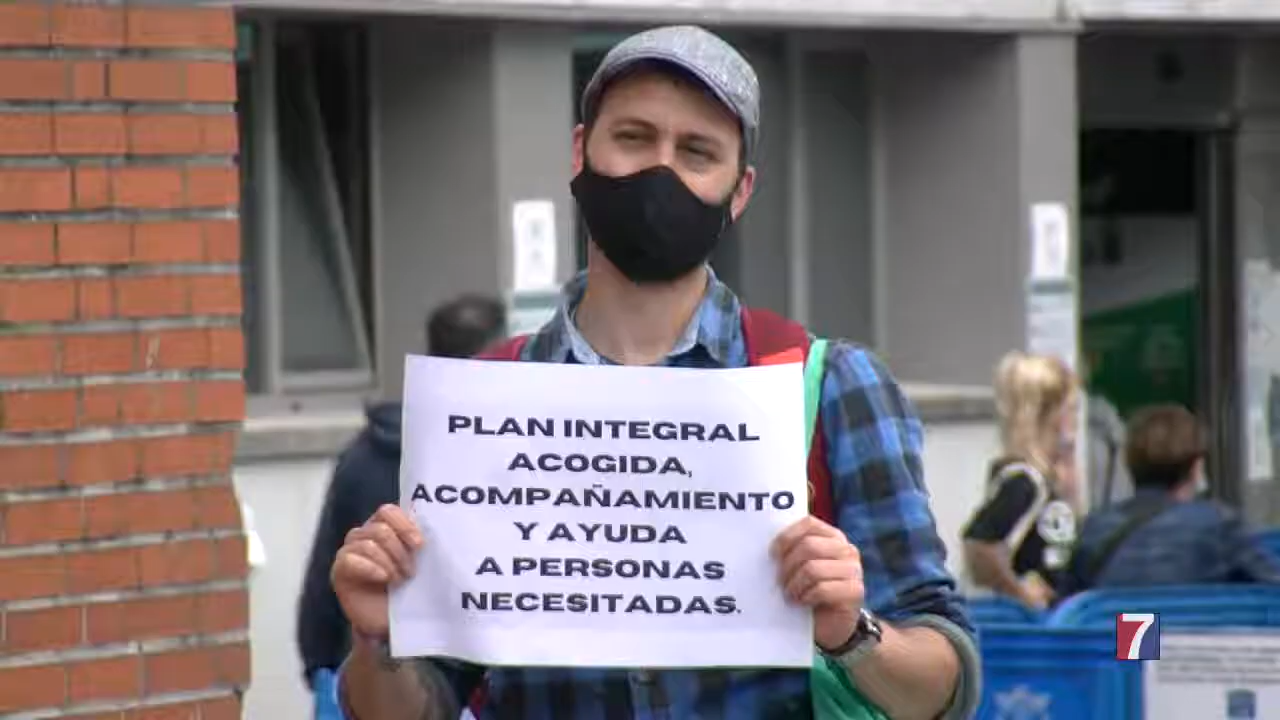 PLAN INTEGRAL
ACOGIDA,
ACOMPAÑAMIENTO
Y AYUDA
A PERSONAS
NECESITADAS.
7